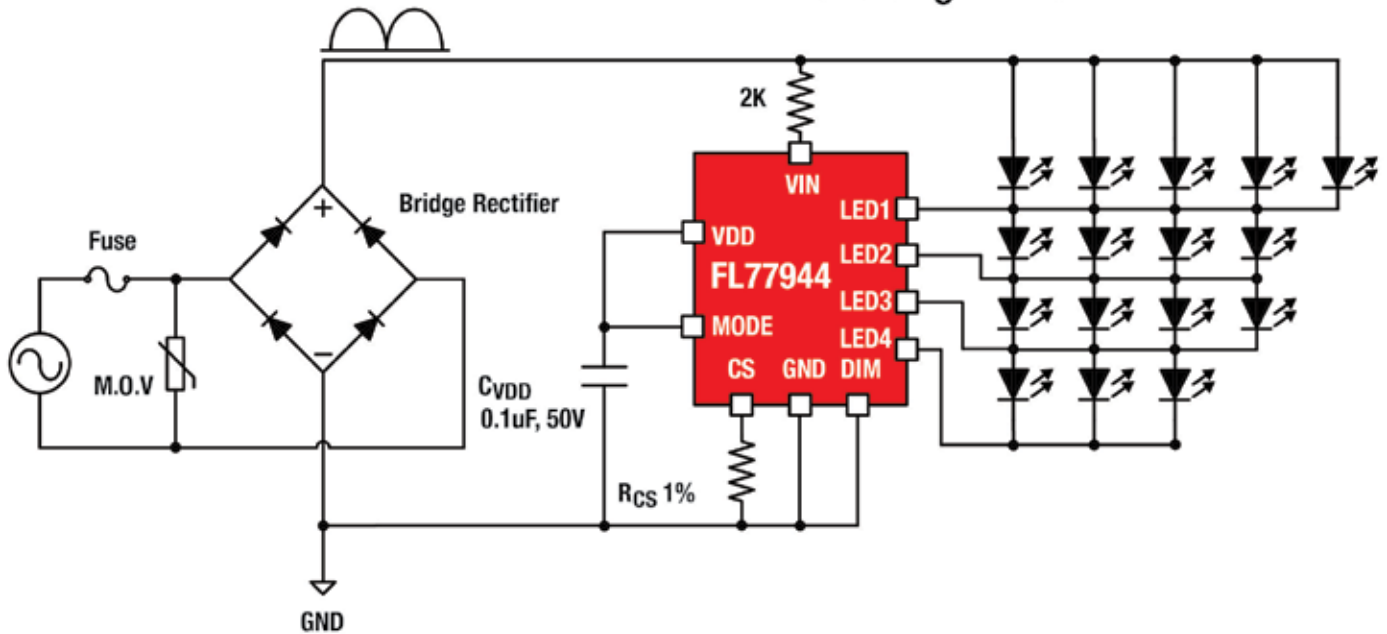 g
2K
VIN
Bridge Rectifier
LED1
Fuse
VDD
LED2
FL77944
LED3
MODE
LED4
M.O.V
CS GND DIM
CVDD
0.1uF, 50V
RCS 1%
GND